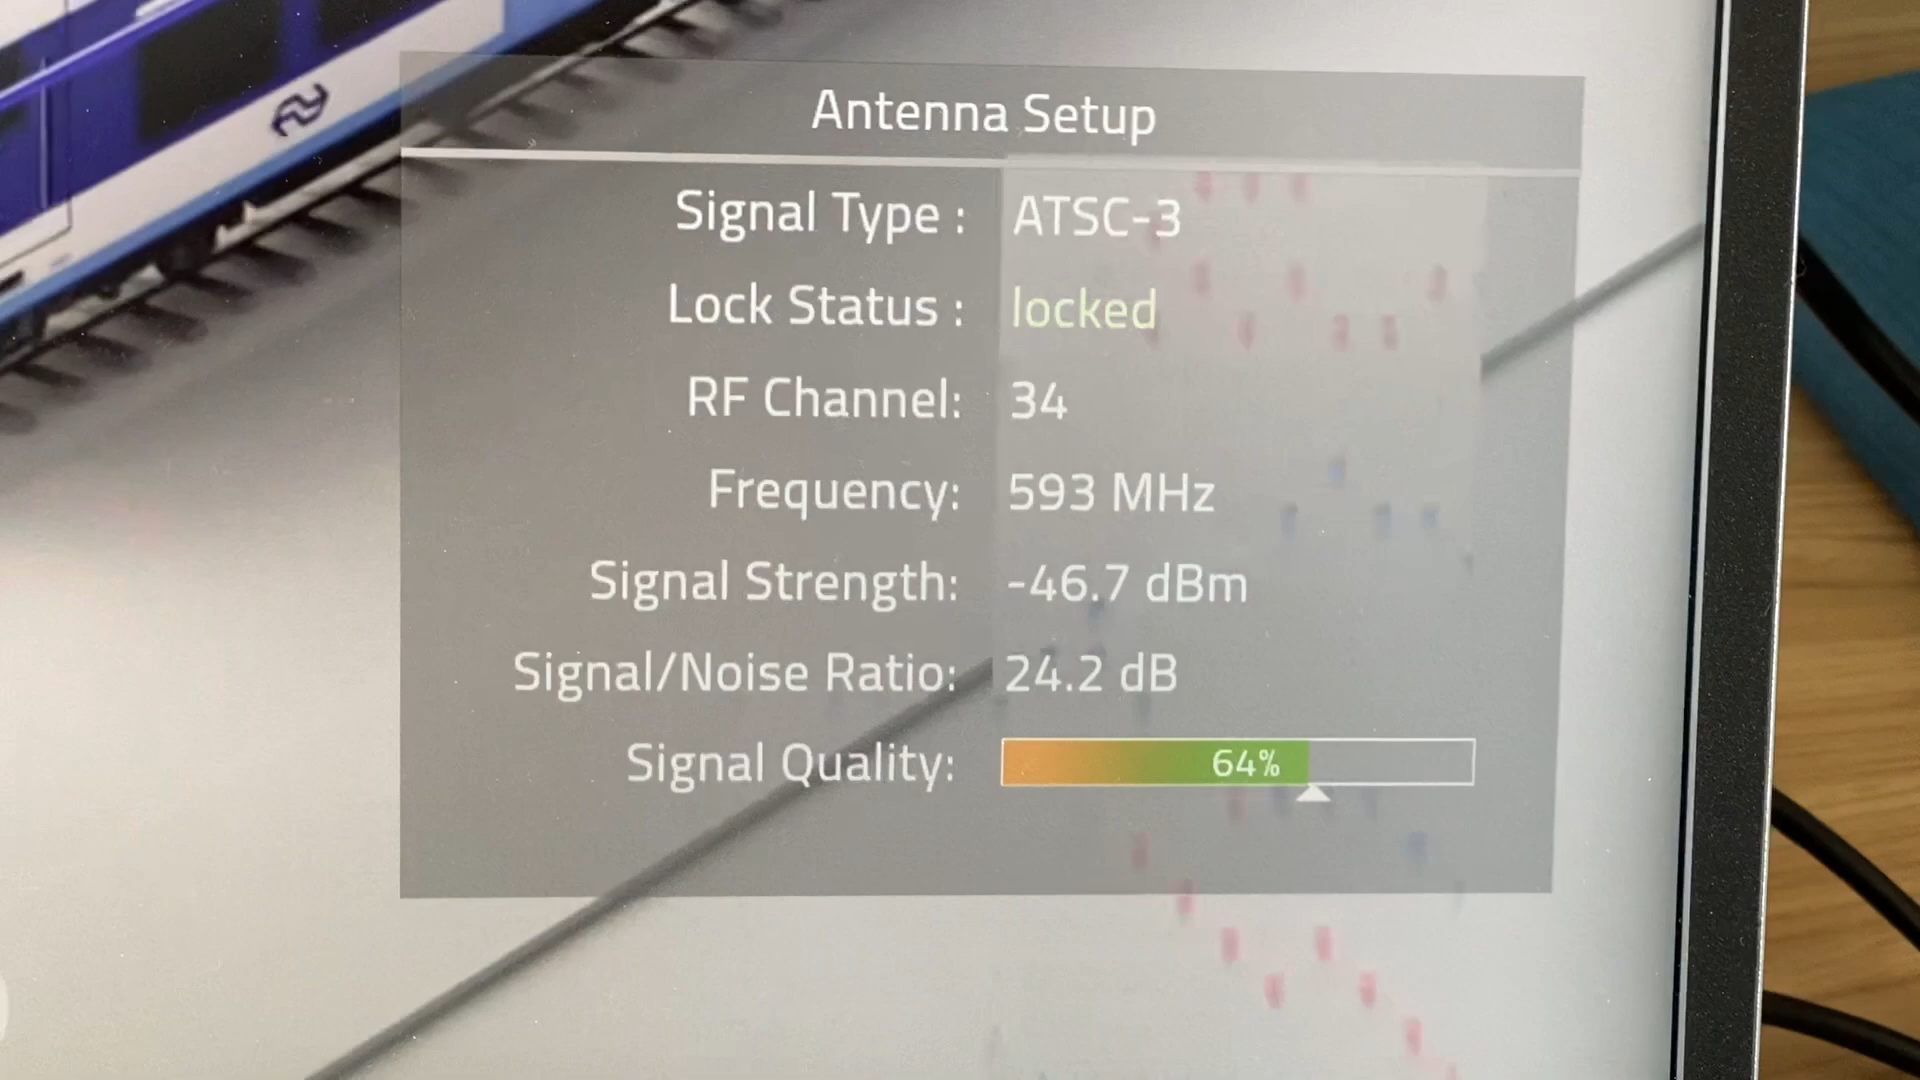 Antenna Setup
Signal Type : ATSC-3
Lock Status : locked
RF Channel: 34
Frequency: 593 MHz
Signal Strength: -46.7 dBm
Signal/Noise Ratio: 24.2 dB
Signal Quality: 64%